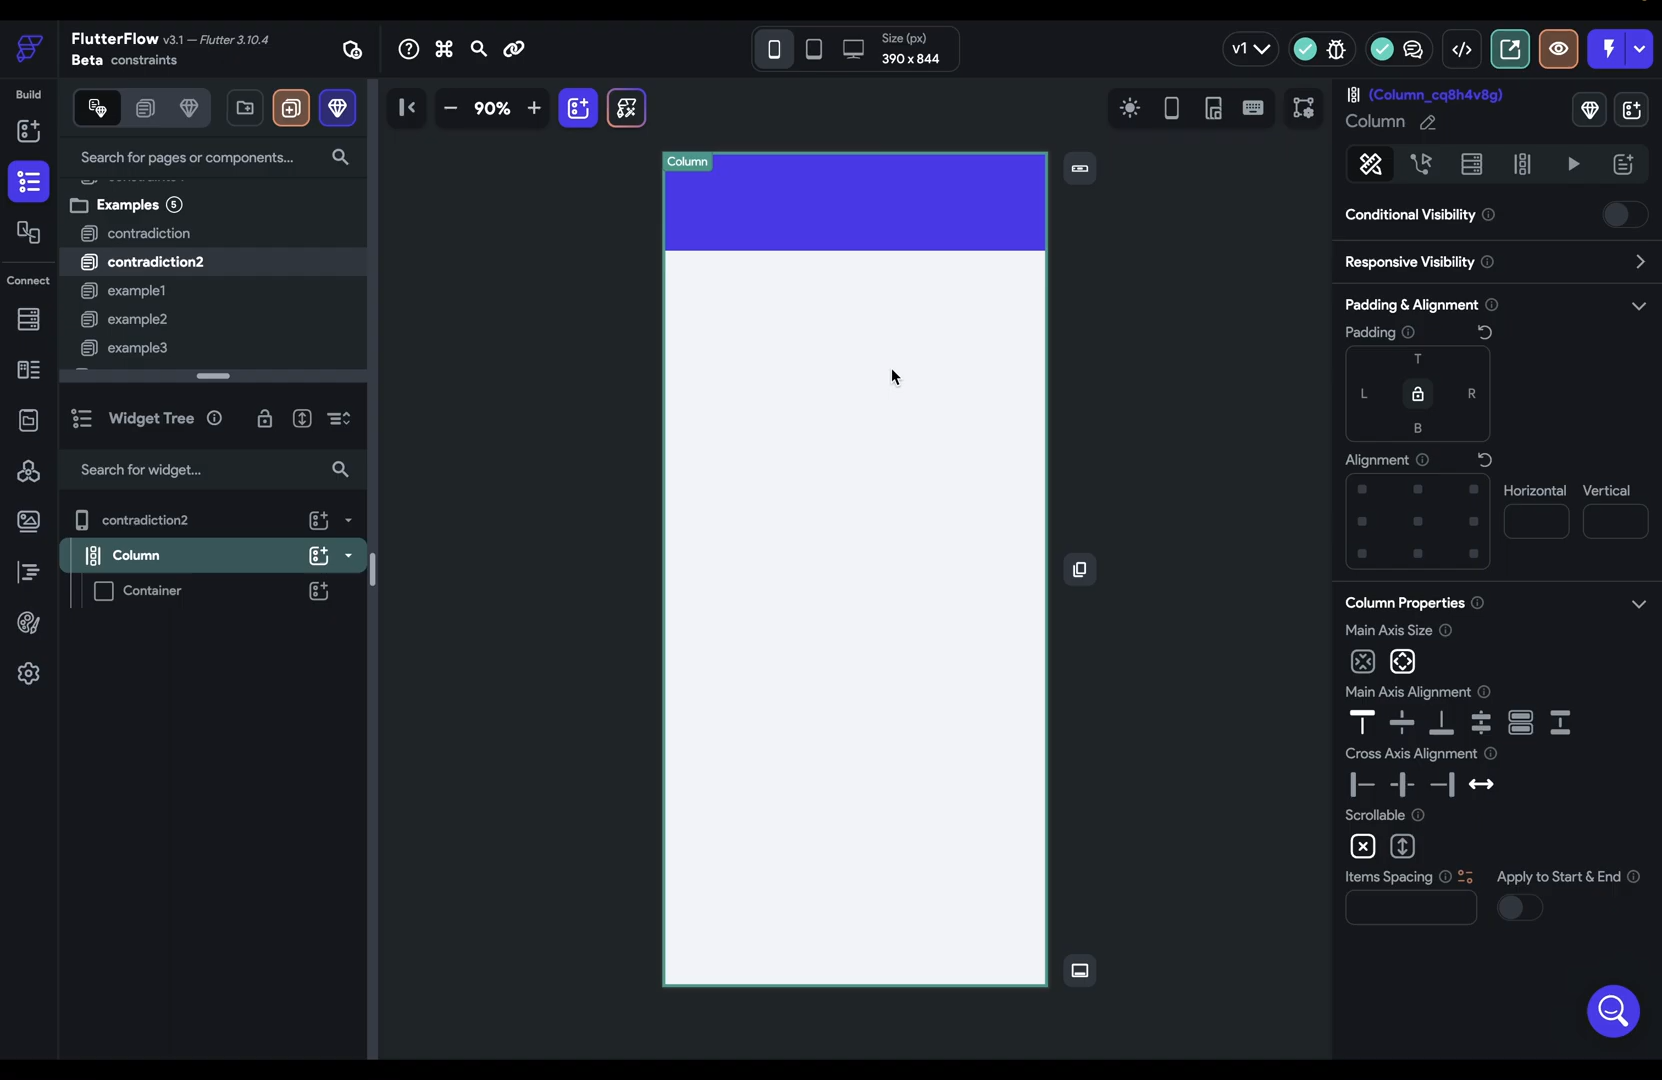 FlutterFlow v3.1 — Flutter 3.10.4
Beta constraints
Size (px)
390 x 844
v1
Build
90%
(Column_cq8h4v8g)
Column
Search for pages or components...
Column
Examples 5
contradiction
contradiction2
example1
example2
example3
Connect
Conditional Visibility
Responsive Visibility
Padding & Alignment
Padding
T
L
R
B
Alignment
Horizontal
Vertical
Widget Tree
Search for widget...
contradiction2
Column
Container
Column Properties
Main Axis Size
Main Axis Alignment
Cross Axis Alignment
Scrollable
Items Spacing
Apply to Start & End